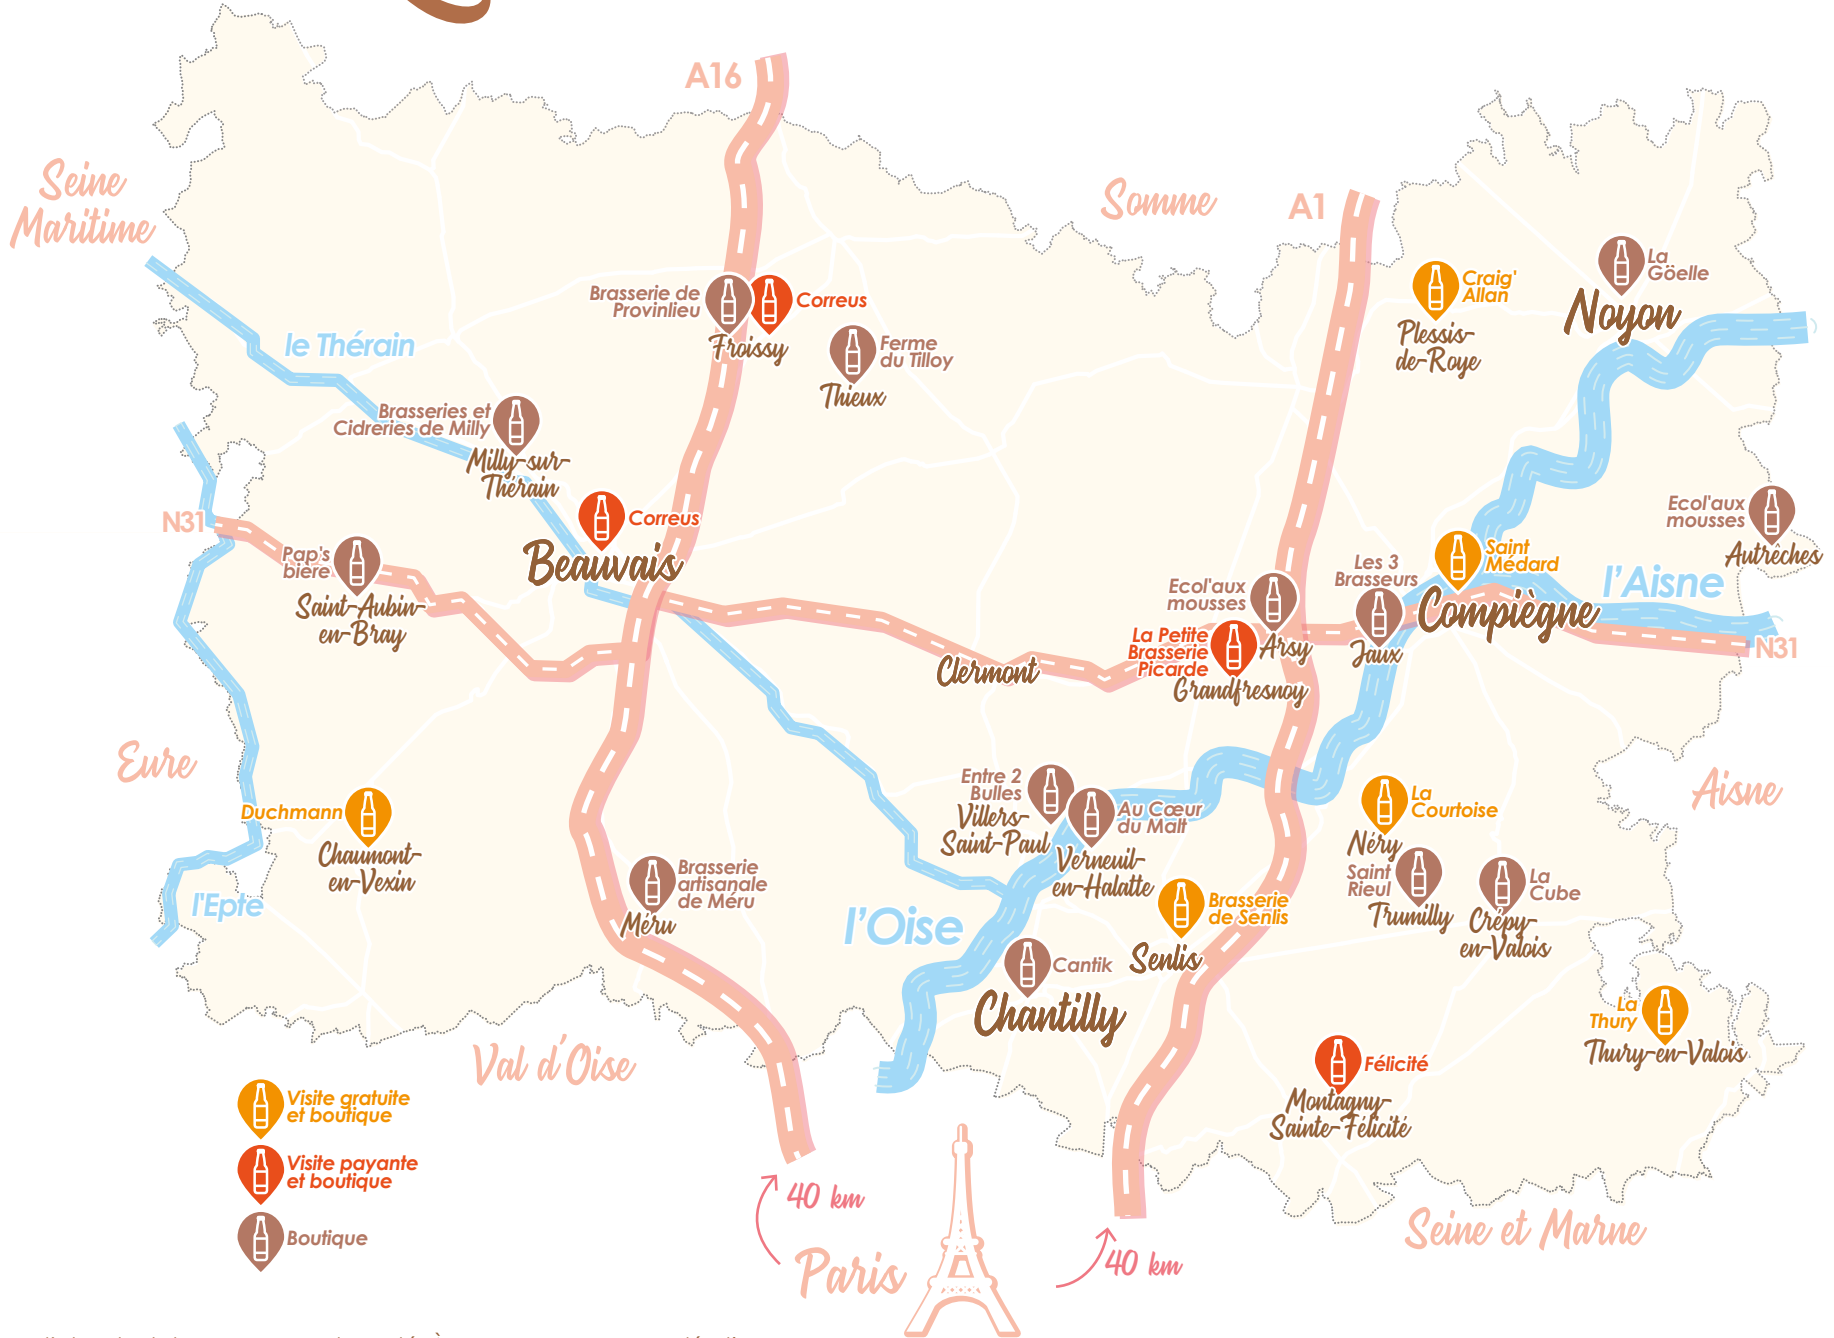 A16
Seine
Maritime
Somme
A1
La
Göelle
Noyon
Craig'
Allan
Plessis-
de-Roye
Brasserie de
Provinlieu
Correus
Froissy
Ferme
du Tilloy
Thieux
le Thérain
Brasseries et
Cidreries de Milly
Milly-sur-
Thérain
Correus
Beauvais
N31
Pap's
bière
Saint-Aubin-
en-Bray
Ecol'aux
mousses
Autrêches
Saint
Médard
Compiègne
l'Aisne
N31
Les 3
Brasseurs
Jaux
Ecol'aux
mousses
Arsy
La Petite
Brasserie
Picarde
Grandfresnoy
Clermont
Eure
Aisne
Duchmann
Chaumont-
en-Vexin
l'Epte
Entre 2
Bulles
Villers-
Saint-Paul
Au Cœur
du Malt
Verneuil-
en-Halatte
La
Courtoise
Néry
Saint
Rieul
Trumilly
La
Cube
Crépy-
en-Valois
Brasserie
artisanale
de Méru
Méru
l'Oise
Brasserie
de Senlis
Senlis
Cantik
Chantilly
La
Thury
Thury-en-Valois
Félicité
Montagny-
Sainte-Félicité
Val d'Oise
Visite gratuite
et boutique
Visite payante
et boutique
Boutique
40 km
Paris
40 km
Seine et Marne